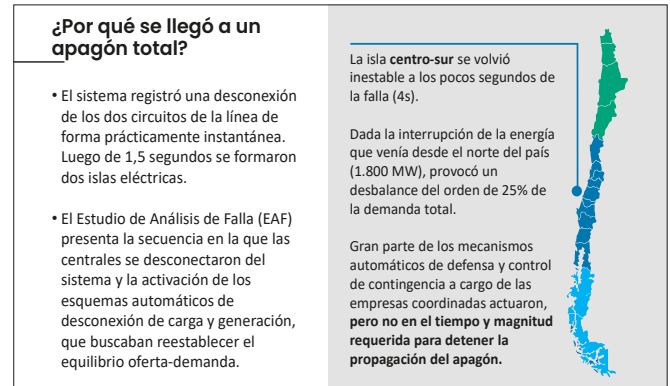 ¿Por qué se llegó a un
apagón total?
• El sistema registró una desconexión
de los dos circuitos de la línea de
forma prácticamente instantánea.
Luego de 1,5 segundos se formaron
dos islas eléctricas.
• El Estudio de Análisis de Falla (EAF)
presenta la secuencia en la que las
centrales se desconectaron del
sistema y la activación de los
esquemas automáticos de
desconexión de carga y generación,
que buscaban reestablecer el
equilibrio oferta-demanda.
La isla centro-sur se volvió
inestable a los pocos segundos de
la falla (4s).
Dada la interrupción de la energía
que venía desde el norte del país
(1.800 MW), provocó un
desbalance del orden de 25% de
la demanda total.
Gran parte de los mecanismos
automáticos de defensa y control
de contingencia a cargo de las
empresas coordinadas actuaron,
pero no en el tiempo y magnitud
requerida para detener la
propagación del apagón.